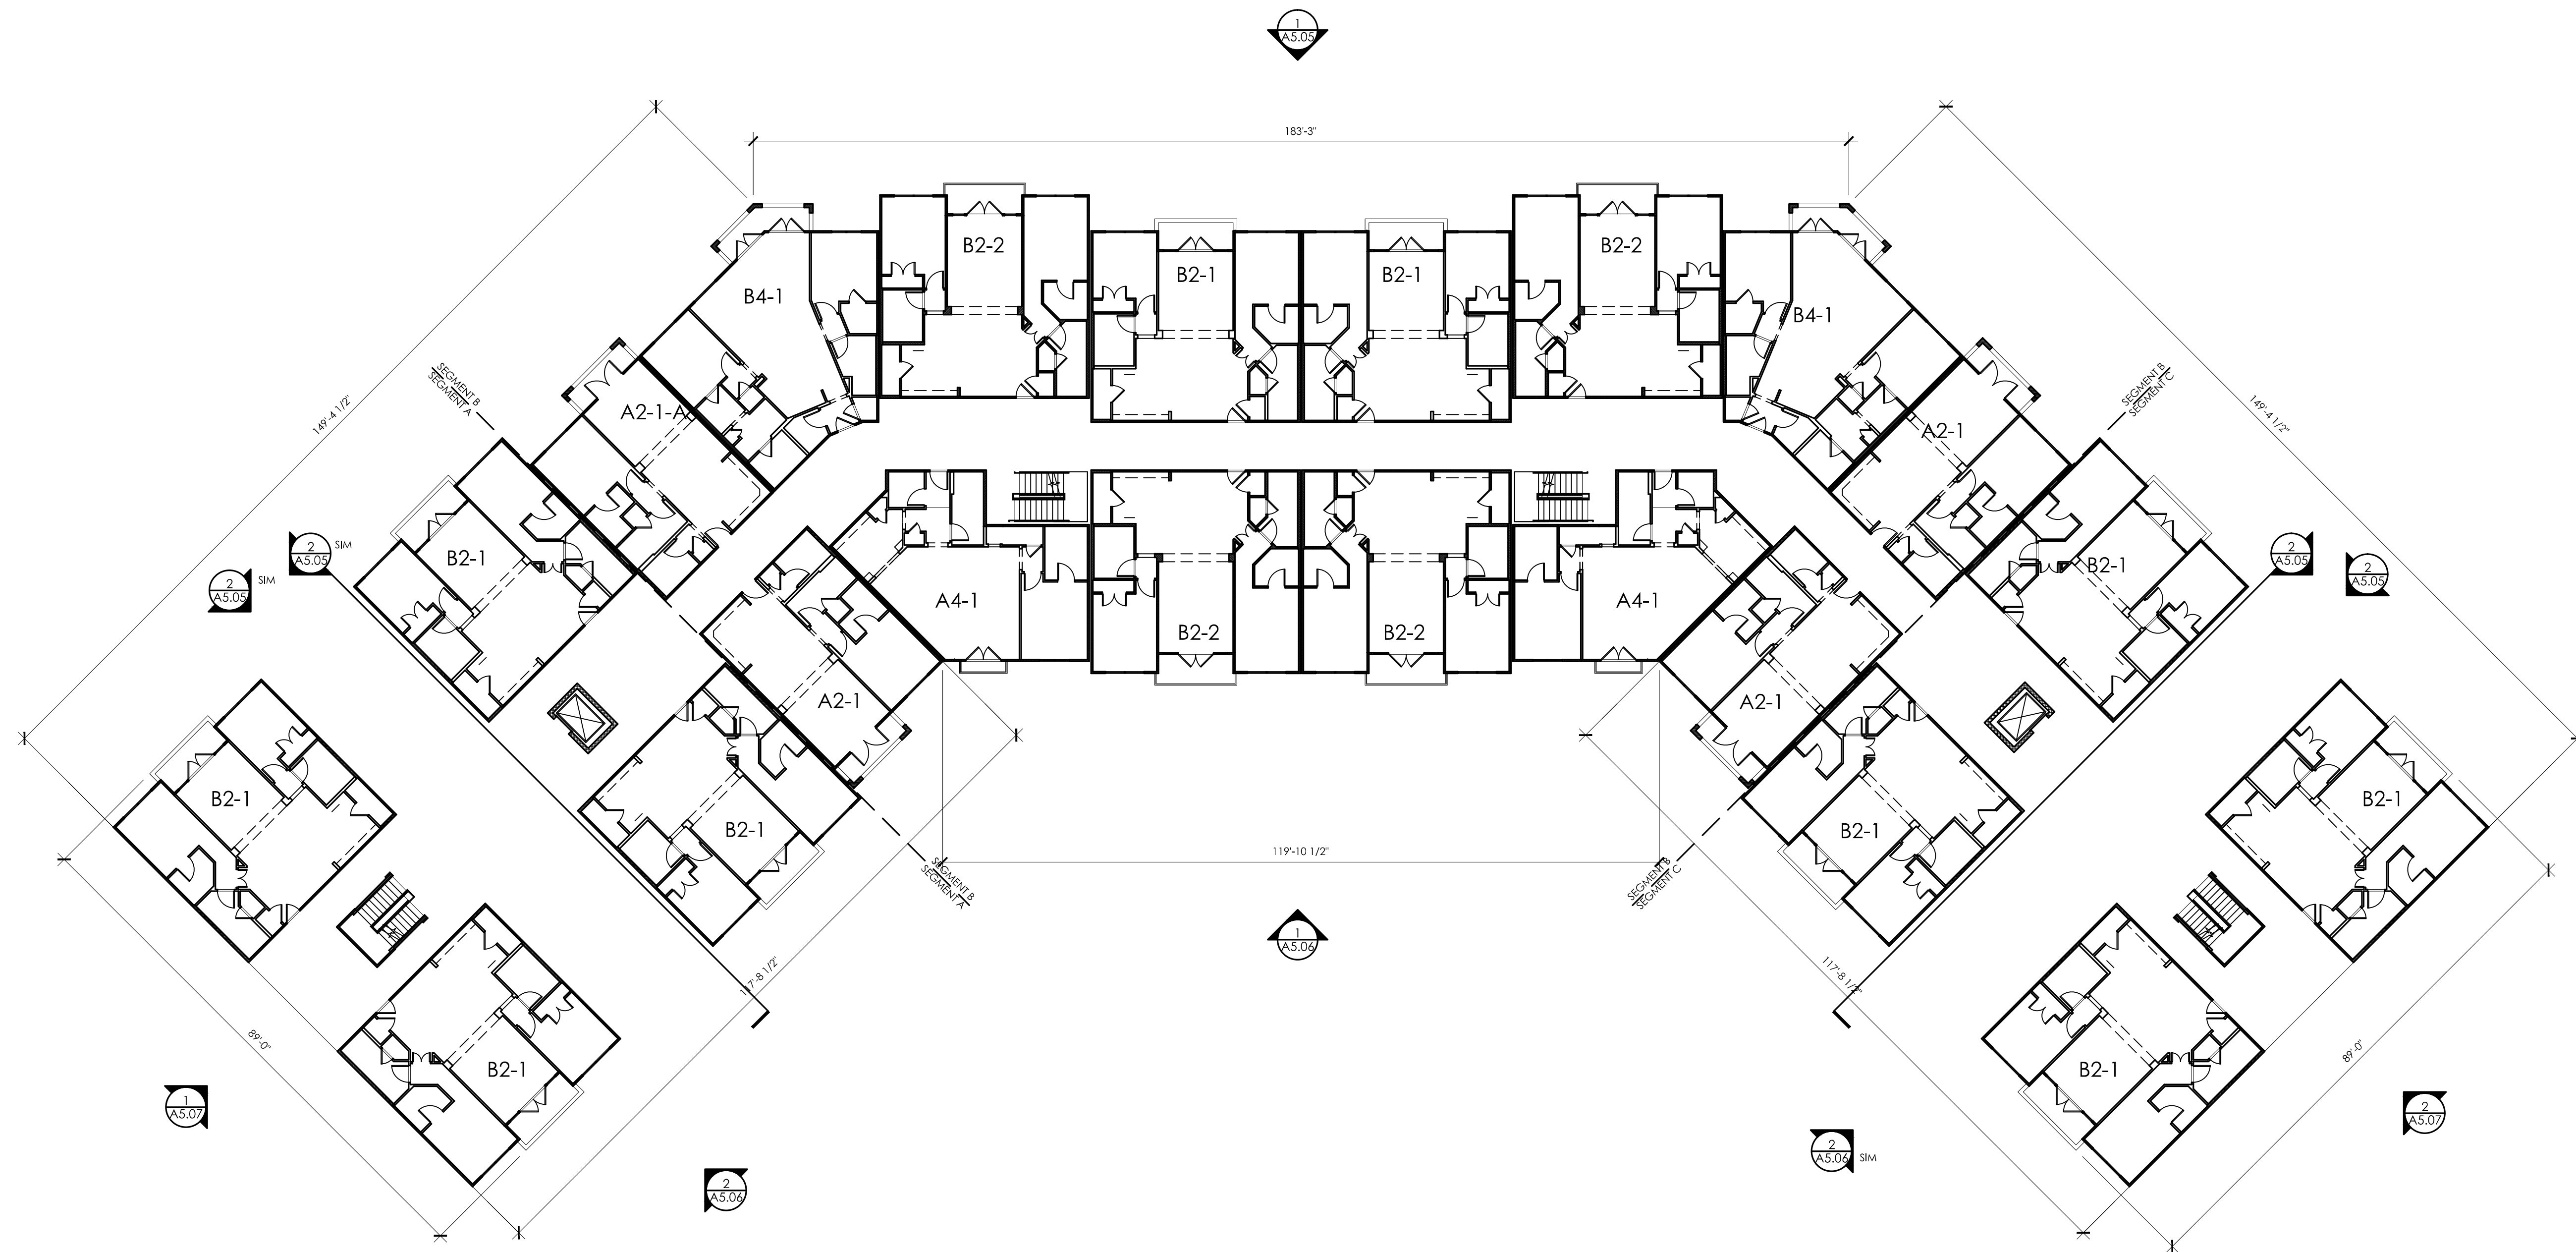 1
A5.05
183'-3"
B2-2
B2-2
B2-1
B2-1
B4-1
B4-1
A2-1-A
A2-1
SEGMENT B
SEGMENT A
SEGMENT B
SEGMENT C
149'-4 1/2"
149'-4 1/2"
2
A5.05
SIM
2
A5.05
SIM
B2-1
A4-1
B2-2
B2-2
A4-1
B2-1
2
A5.05
2
A5.05
A2-1
A2-1
B2-1
B2-1
B2-1
B2-1
119'-10 1/2"
SEGMENT B
SEGMENT A
SEGMENT B
SEGMENT C
1
A5.06
117'-8 1/2"
117'-8 1/2"
89'-0"
89'-0"
B2-1
B2-1
1
A5.07
2
A5.07
2
A5.06
2
A5.06
SIM